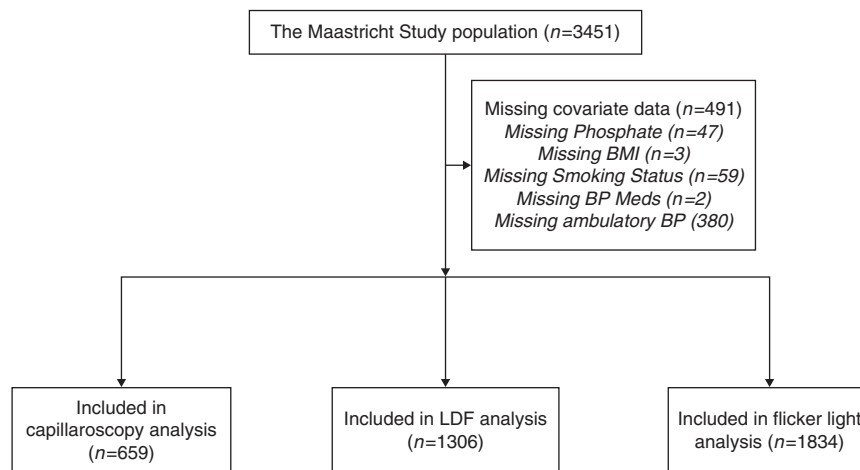 The Maastricht Study population (n=3451)
Missing covariate data (n=491)
Missing Phosphate (n=47)
Missing BMI (n=3)
Missing Smoking Status (n=59)
Missing BP Meds (n=2)
Missing ambulatory BP (380)
Included in
capillaroscopy analysis
(n=659)
Included in LDF analysis
(n=1306)
Included in flicker light
analysis (n=1834)